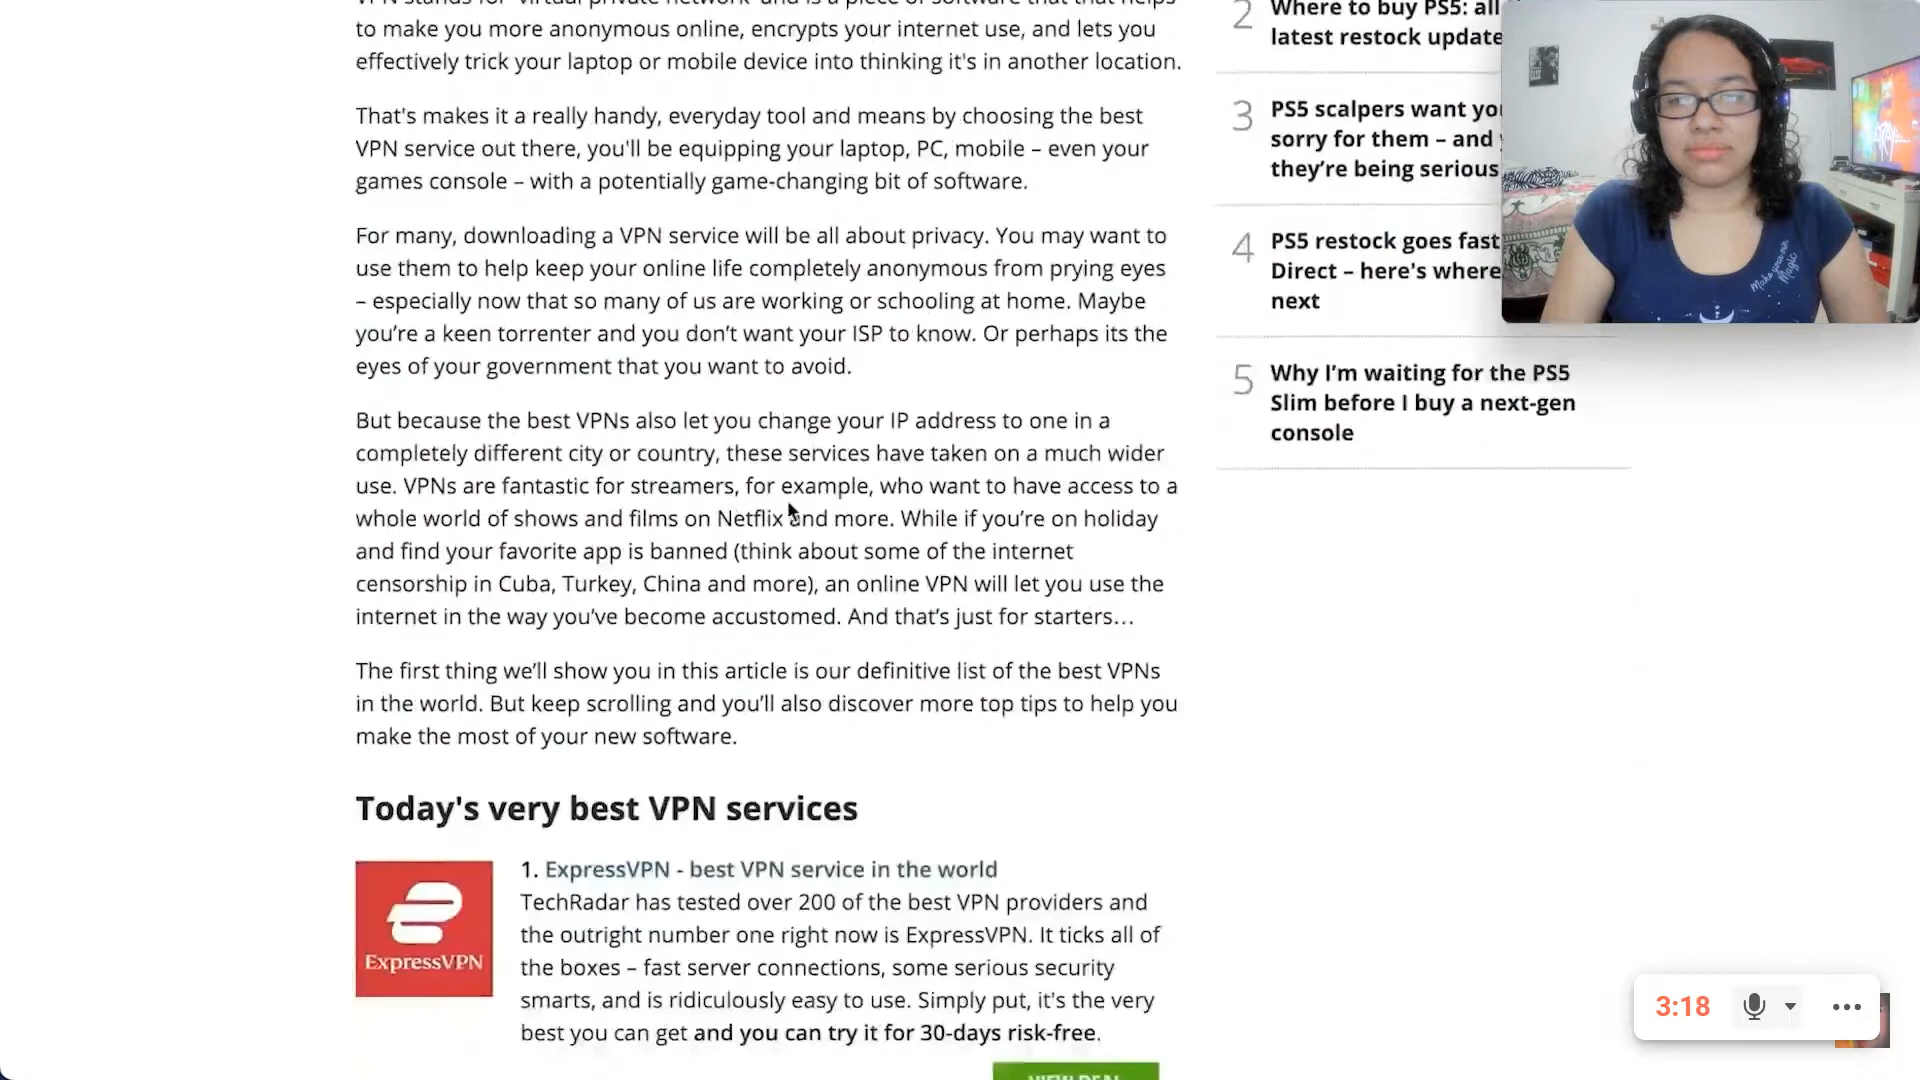 to make you more anonymous online, encrypts your internet use, and lets you
effectively trick your laptop or mobile device into thinking it's in another location.
That's makes it a really handy, everyday tool and means by choosing the best
VPN service out there, you'll be equipping your laptop, PC, mobile – even your
games console – with a potentially game-changing bit of software.
For many, downloading a VPN service will be all about privacy. You may want to
use them to help keep your online life completely anonymous from prying eyes
– especially now that so many of us are working or schooling at home. Maybe
you’re a keen torrenter and you don’t want your ISP to know. Or perhaps its the
eyes of your government that you want to avoid.
But because the best VPNs also let you change your IP address to one in a
completely different city or country, these services have taken on a much wider
use. VPNs are fantastic for streamers, for example, who want to have access to a
whole world of shows and films on Netflix and more. While if you’re on holiday
and find your favorite app is banned (think about some of the internet
censorship in Cuba, Turkey, China and more), an online VPN will let you use the
internet in the way you’ve become accustomed. And that’s just for starters…
The first thing we’ll show you in this article is our definitive list of the best VPNs
in the world. But keep scrolling and you’ll also discover more top tips to help you
make the most of your new software.
Today's very best VPN services
ExpressVPN
1. ExpressVPN - best VPN service in the world
TechRadar has tested over 200 of the best VPN providers and
the outright number one right now is ExpressVPN. It ticks all of
the boxes – fast server connections, some serious security
smarts, and is ridiculously easy to use. Simply put, it's the very
best you can get and you can try it for 30-days risk-free.
2
Where to buy PS5: all
latest restock update
3
PS5 scalpers want
sorry for them – and
they’re being serious
4
PS5 restock goes fast
Direct – here's where
next
5
Why I’m waiting for the PS5
Slim before I buy a next-gen
console
Magic
3:18